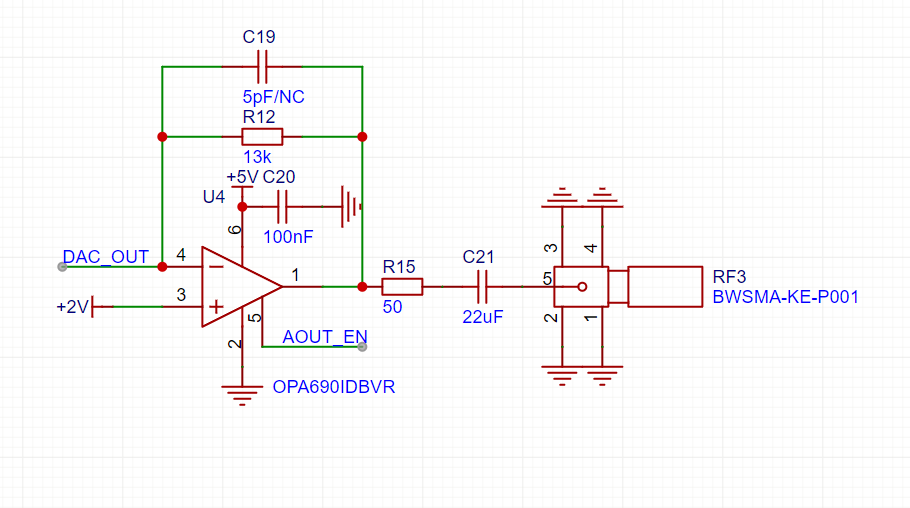 C19
5pF/NC
R12
13k
+5V C20
U4
6
100nF
DAC_OUT
4
1
+2V
3
5
2
AOUT_EN
OPA690IDBVR
R15
50
C21
22uF
3
4
5
2
1
RF3
BWSMA-KE-P001